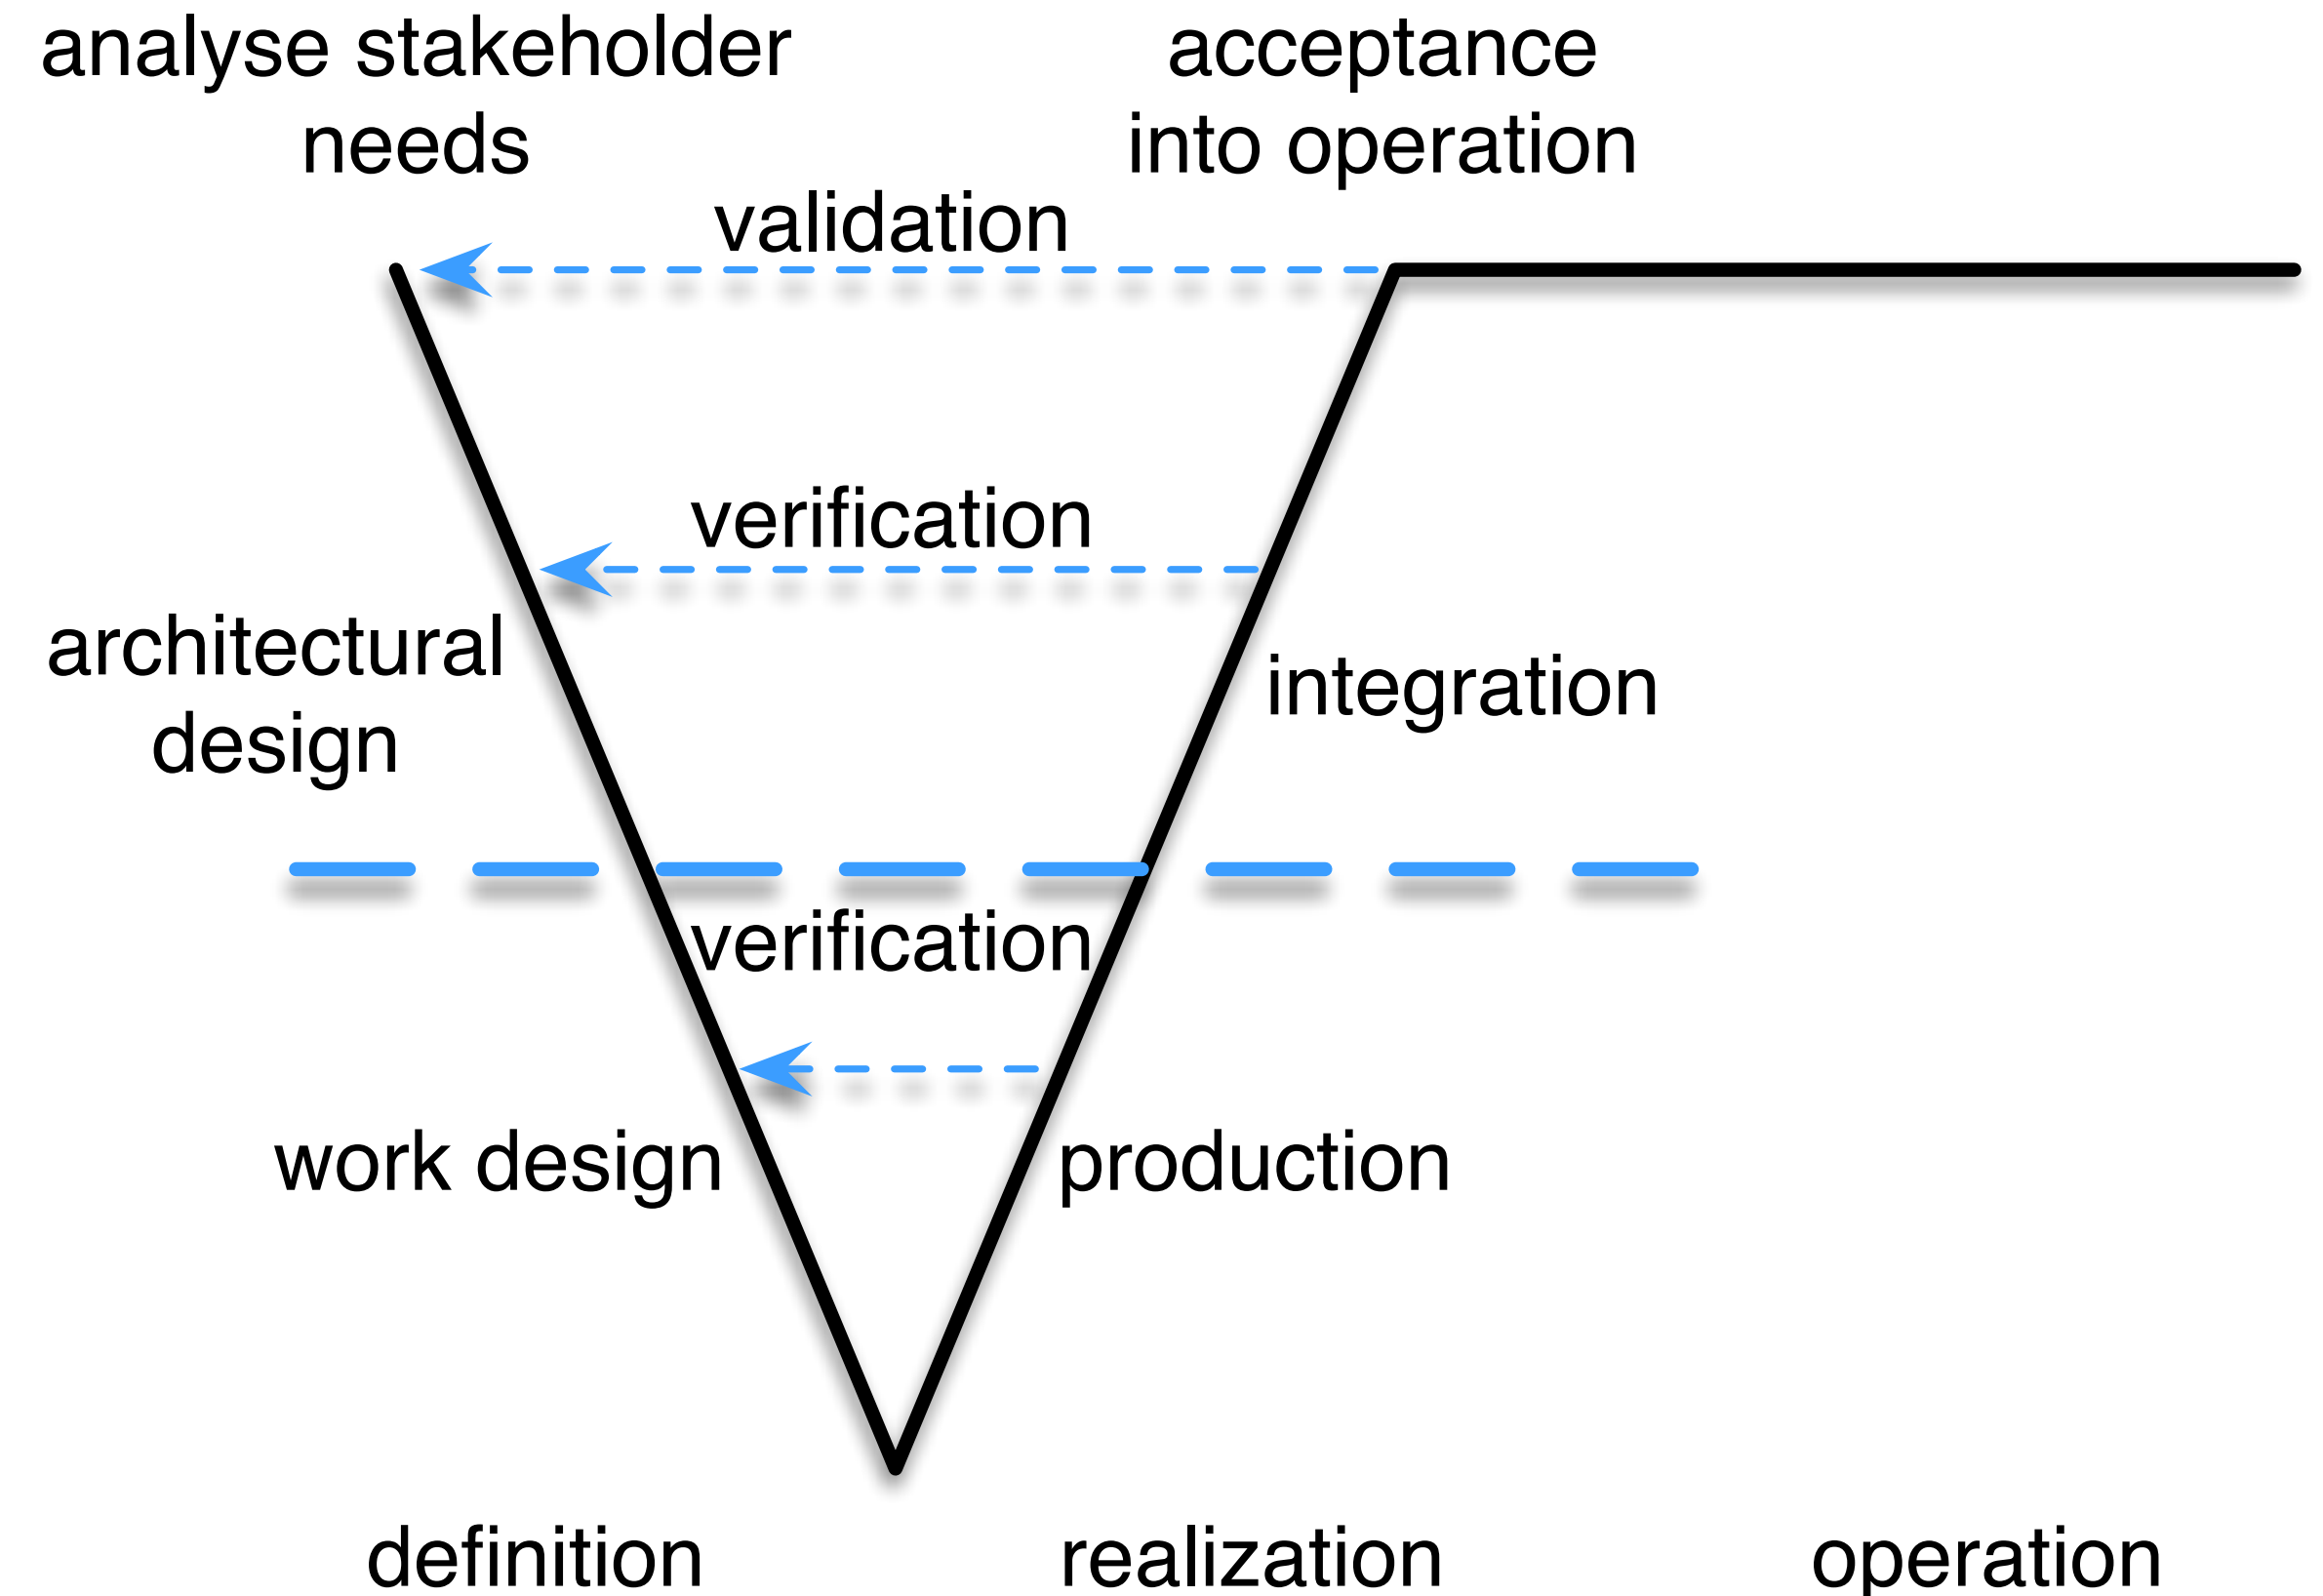 analyse stakeholder
needs
acceptance
into operation
validation
verification
architectural
design
integration
verification
work design
production
definition
realization
operation